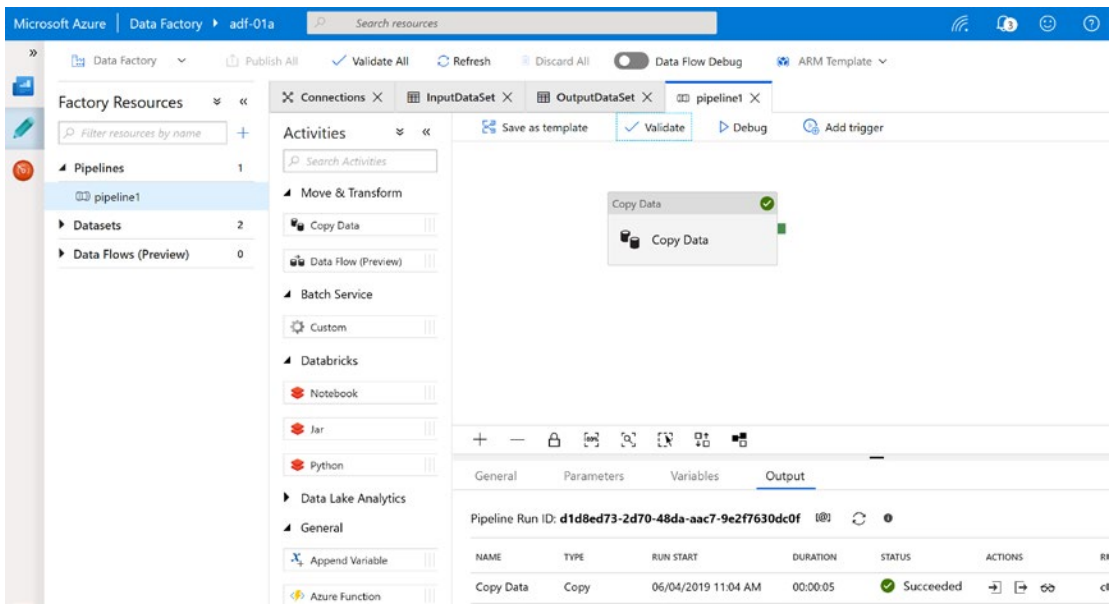 Microsoft Azure | Data Factory ▸ adf-01a Search resources 3
Data Factory Publish All Validate All Refresh Discard All Data Flow Debug ARM Template
Factory Resources
Filter resources by name
Pipelines 1
pipeline1
Datasets 2
Data Flows (Preview) 0
Connections InputDataSet OutputDataSet pipeline1
Activities
Search Activities
Move & Transform
Copy Data
Data Flow (Preview)
Batch Service
Custom
Databricks
Notebook
Jar
Python
Data Lake Analytics
General
Append Variable
Azure Function
Save as template Validate Debug Add trigger
Copy Data
Copy Data
General Parameters Variables Output
Pipeline Run ID: d1d8ed73-2d70-48da-aac7-9e2f7630dc0f
NAME TYPE RUN START DURATION STATUS ACTIONS
Copy Data Copy 06/04/2019 11:04 AM 00:00:05 Succeeded